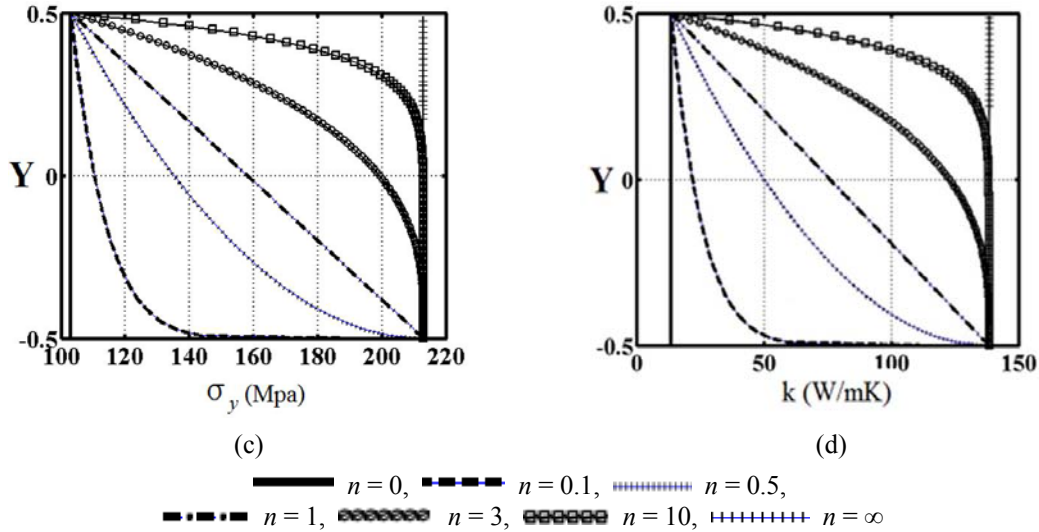 0.5
Y
0
-0.5
100 120 140 160 180 200 220
σy (Mpa)
(c)
0.5
Y
0
-0.5
0 50 100 150
k (W/mK)
(d)
n = 0, n = 0.1, n = 0.5,
n = 1, n = 3, n = 10, n = ∞